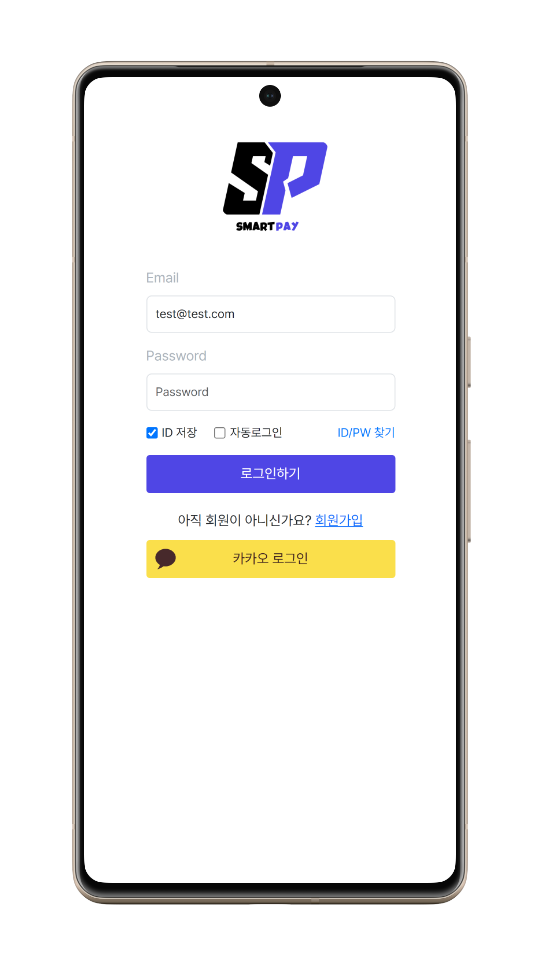 SP
SMARTPAY
Email
test@test.com
Password
Password
ID 저장 자동로그인 ID/PW 찾기
로그인하기
아직 회원이 아니신가요? 회원가입
카카오 로그인